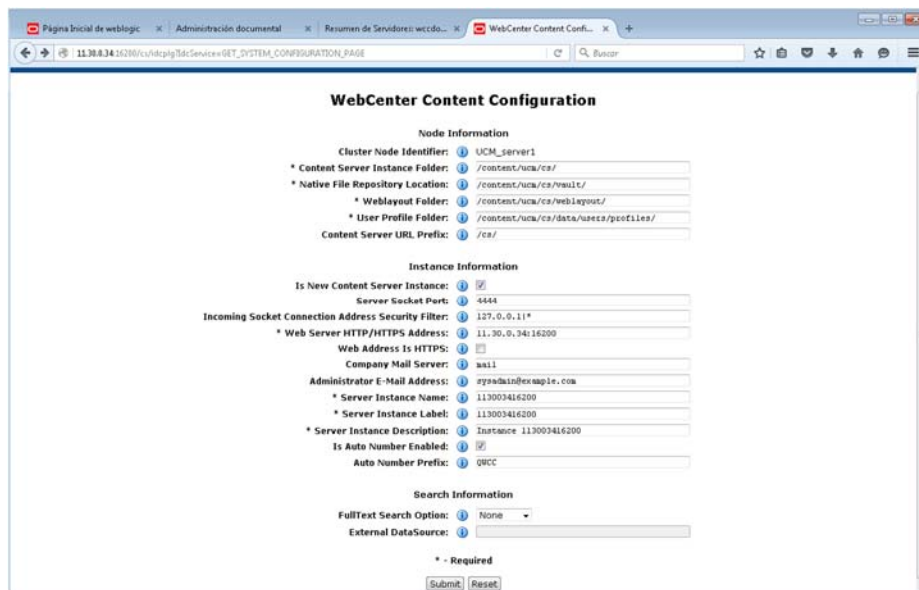 Página Inicial de weblogic
Administración documental
Resumen de Servidores: wccdo...
WebCenter Content Confi...
11.30.0.34:16200/cs/idcplg?IdcService=GET_SYSTEM_CONFIGURATION_PAGE
Buscar
WebCenter Content Configuration
Node Information
Cluster Node Identifier: UCM_server1
* Content Server Instance Folder: /content/ucm/cs/
* Native File Repository Location: /content/ucm/cs/vault/
* Weblayout Folder: /content/ucm/cs/weblayout/
* User Profile Folder: /content/ucm/cs/data/users/profiles/
Content Server URL Prefix: /cs/
Instance Information
Is New Content Server Instance:
Server Socket Port: 4444
Incoming Socket Connection Address Security Filter: 127.0.0.1|*
* Web Server HTTP/HTTPS Address: 11.30.0.34:16200
Web Address Is HTTPS:
Company Mail Server: mail
Administrator E-Mail Address: sysadmin@example.com
* Server Instance Name: 113003416200
* Server Instance Label: 113003416200
* Server Instance Description: Instance 113003416200
Is Auto Number Enabled:
Auto Number Prefix: QWCC
Search Information
FullText Search Option: None
External DataSource:
* - Required
Submit Reset